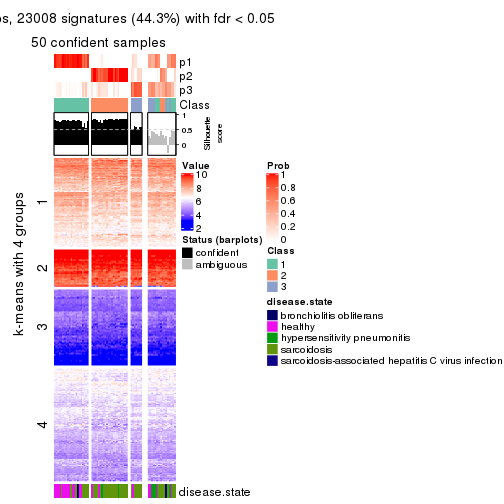 s, 23008 signatures (44.3%) with fdr < 0.05
50 confident samples
p1
p2
p3
Class
1
0.5
0
Silhouette
score
k-means with 4 groups
1
2
3
4
Value
10
8
6
4
2
Status (barplots)
confident
ambiguous
Prob
1
0.8
0.6
0.4
0.2
0
Class
1
2
3
disease.state
bronchiolitis obliterans
healthy
hypersensitivity pneumonitis
sarcoidosis
sarcoidosis-associated hepatitis C virus infection
disease.state